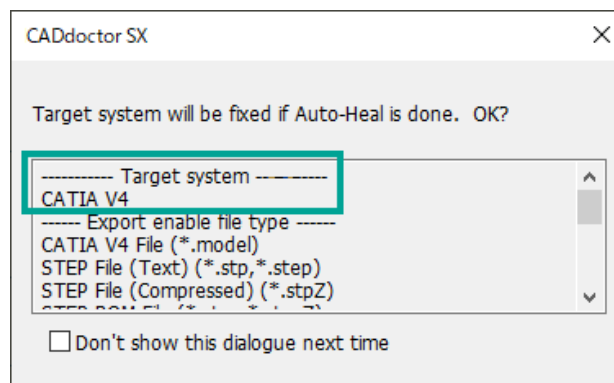 CADdoctor SX
Target system will be fixed if Auto-Heal is done.  OK?
----------- Target system -----------
CATIA V4
------ Export enable file type ------
CATIA V4 File (*.model)
STEP File (Text) (*.stp,*.step)
STEP File (Compressed) (*.stpZ)
Don't show this dialogue next time